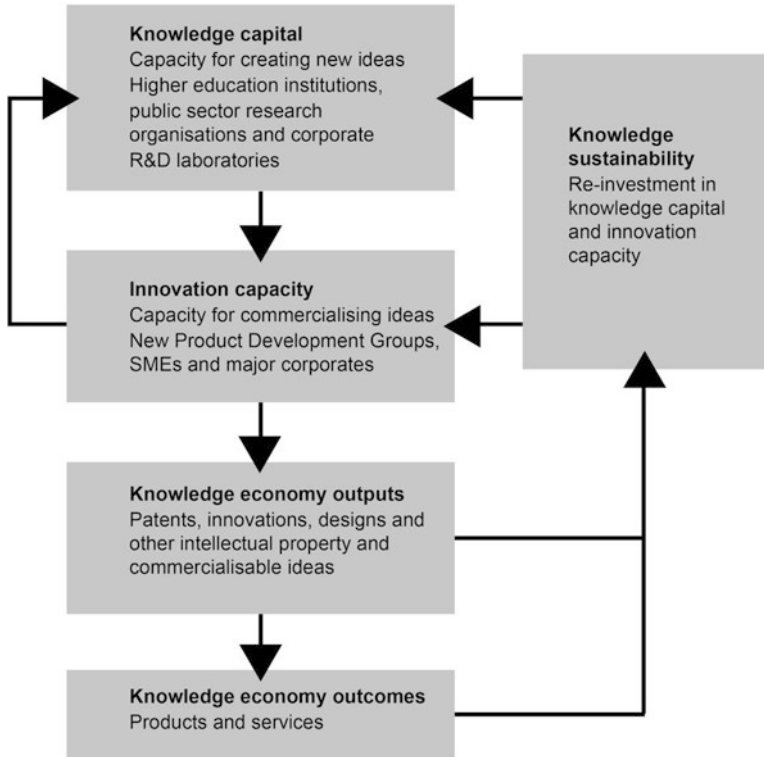 Knowledge capital
Capacity for creating new ideas
Higher education institutions,
public sector research
organisations and corporate
R&D laboratories
Knowledge
sustainability
Re-investment in
knowledge capital
and innovation
capacity
Innovation capacity
Capacity for commercialising ideas
New Product Development Groups,
SMEs and major corporates
Knowledge economy outputs
Patents, innovations, designs and
other intellectual property and
commercialisable ideas
Knowledge economy outcomes
Products and services